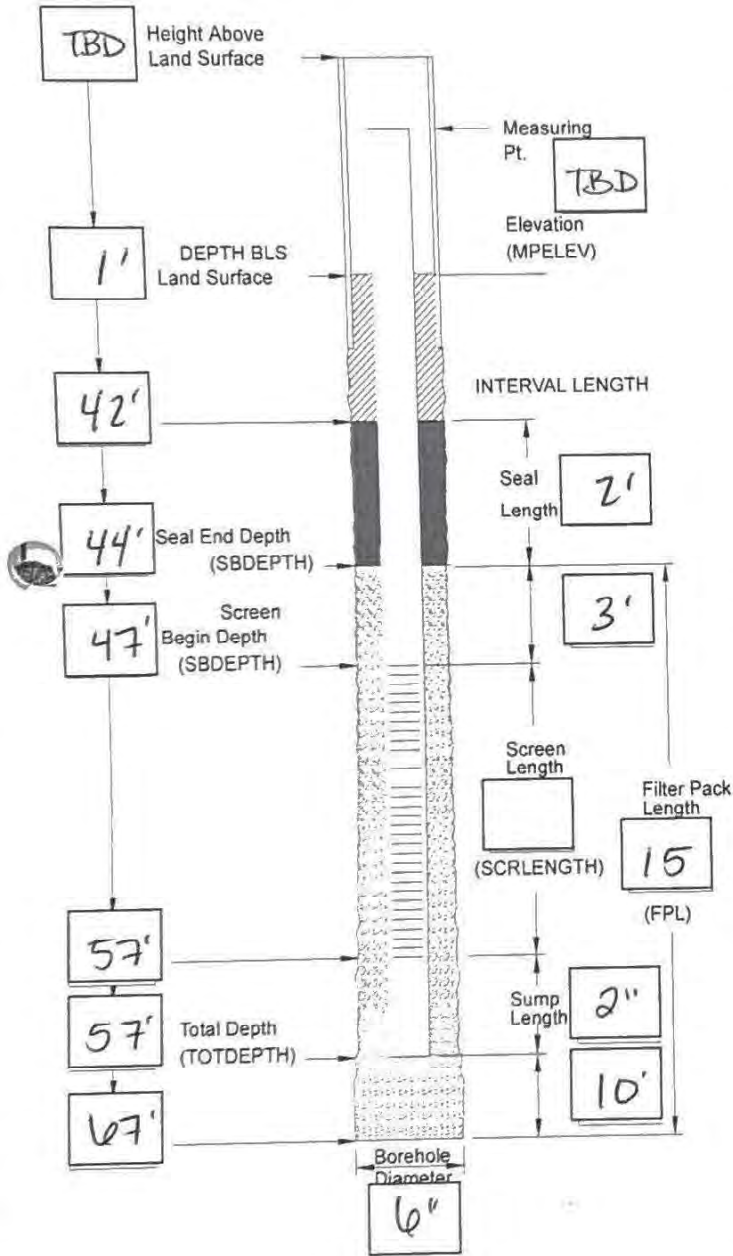 TBD
Height Above
Land Surface
Measuring
Pt.
TBD
Elevation
(MPELEV)
1'
DEPTH BLS
Land Surface
42'
INTERVAL LENGTH
Seal
Length
2'
44'
Seal End Depth
(SBDEPTH)
3'
47'
Screen
Begin Depth
(SBDEPTH)
Screen
Length
(SCRLENGTH)
Filter Pack
Length
15
(FPL)
57'
Sump
Length
2"
57'
Total Depth
(TOTDEPTH)
10'
67'
Borehole
Diameter
6"